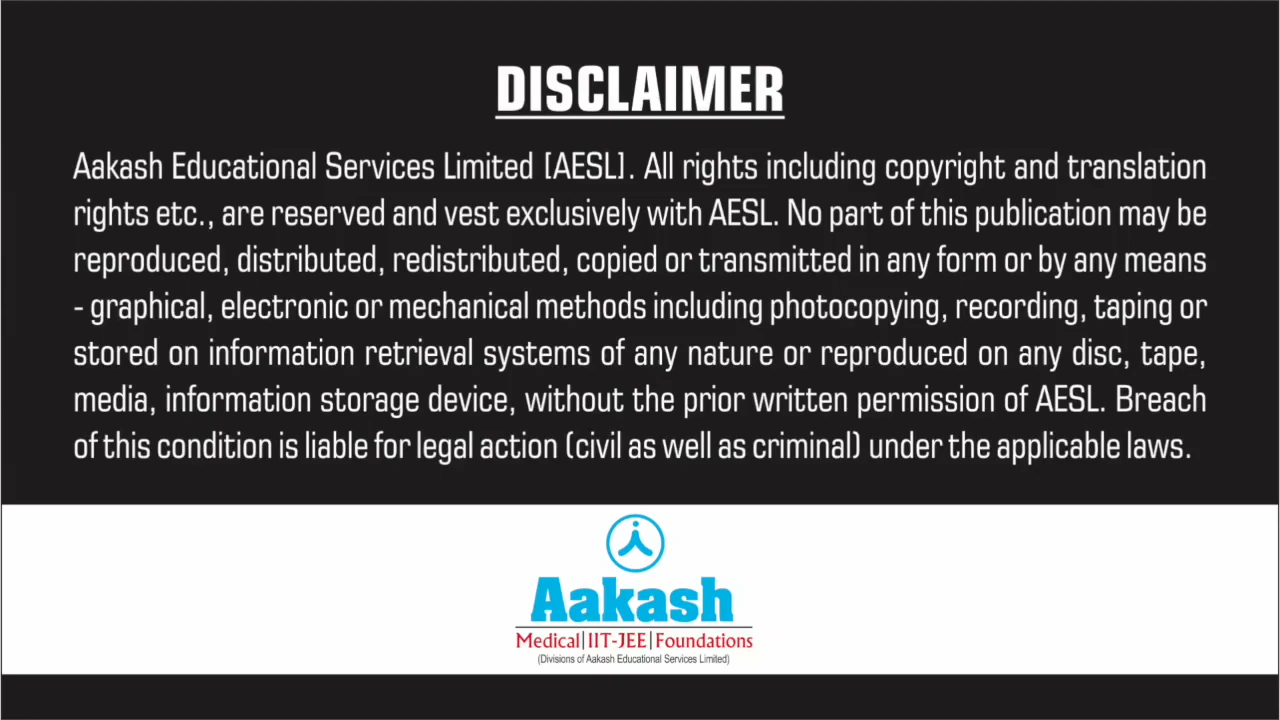 DISCLAIMER
Aakash Educational Services Limited [AESL]. All rights including copyright and translation
rights etc., are reserved and vest exclusively with AESL. No part of this publication may be
reproduced, distributed, redistributed, copied or transmitted in any form or by any means
- graphical, electronic or mechanical methods including photocopying, recording, taping or
stored on information retrieval systems of any nature or reproduced on any disc, tape,
media, information storage device, without the prior written permission of AESL. Breach
of this condition is liable for legal action (civil as well as criminal) under the applicable laws.
Aakash
Medical|IIT-JEE|Foundations
(Divisions of Aakash Educational Services Limited)